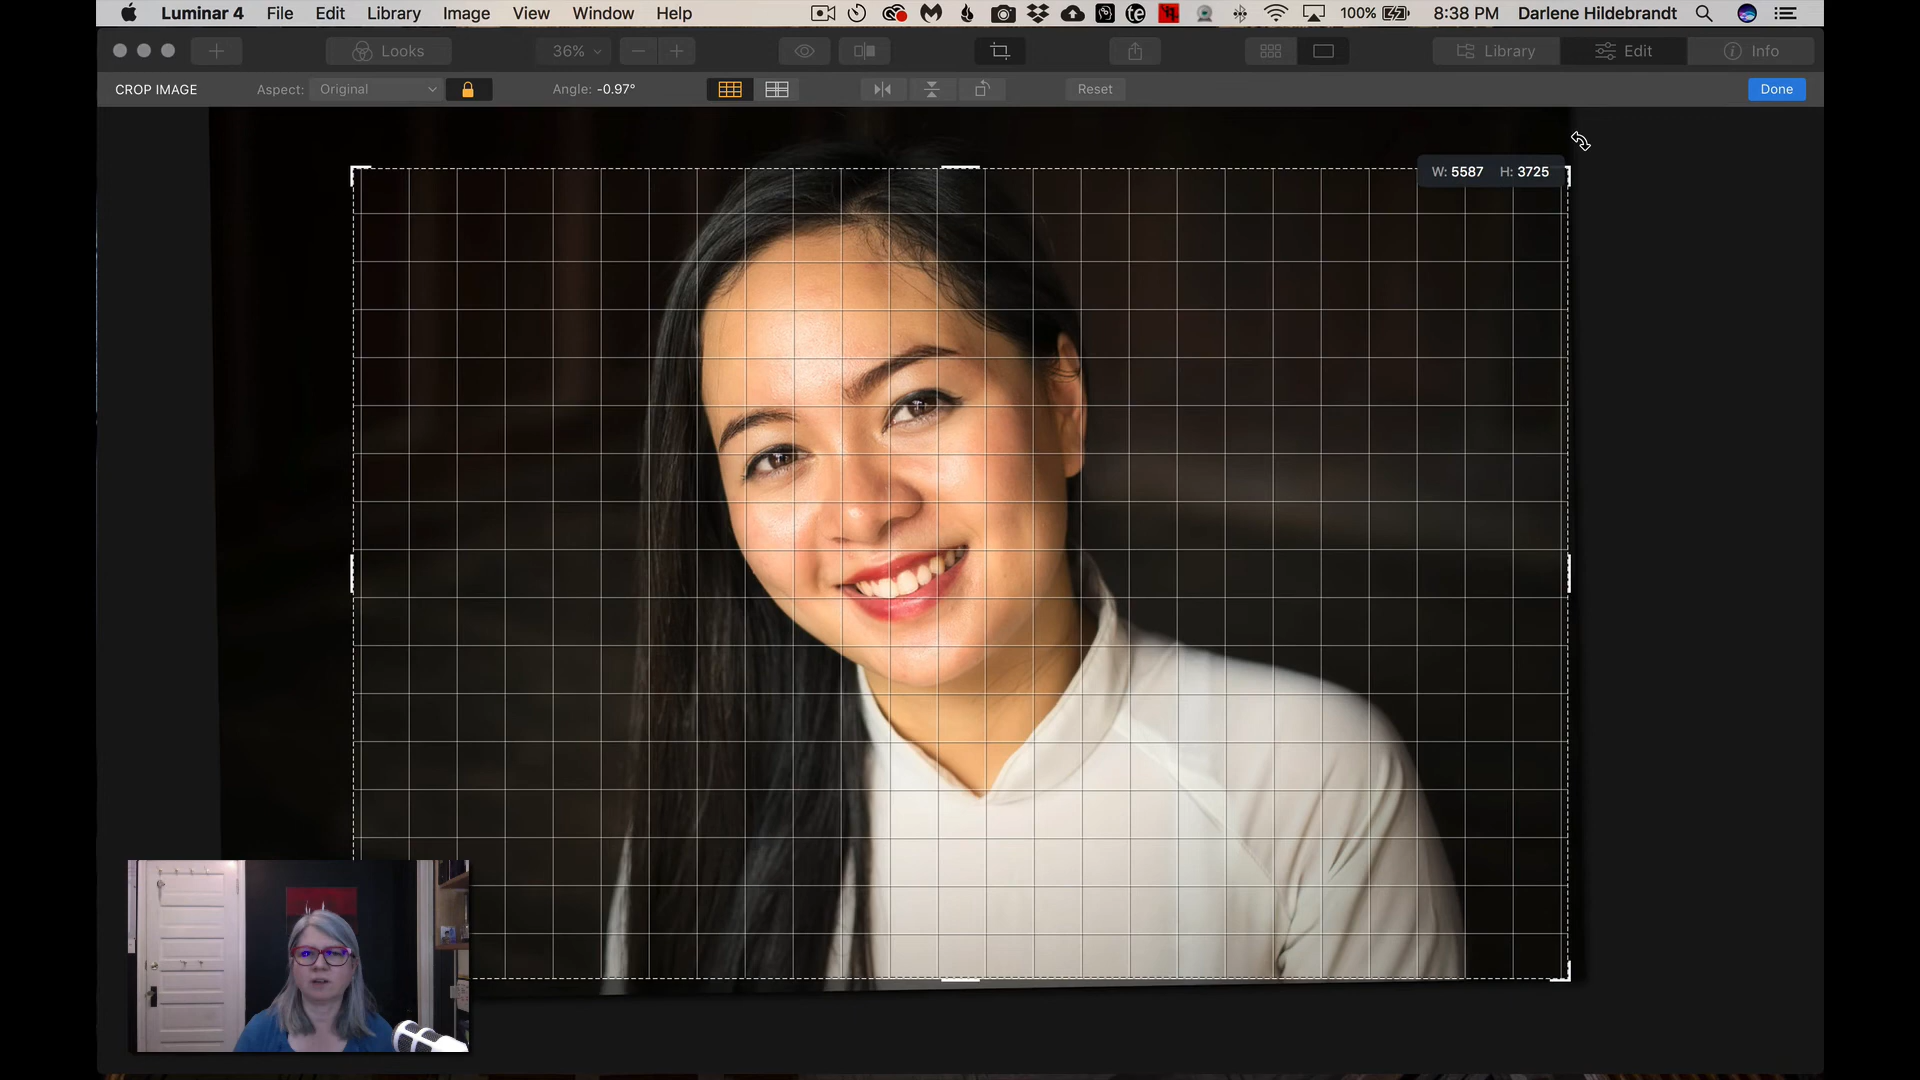 Luminar 4 File Edit Library Image View Window Help 100% 8:38 PM Darlene Hildebrandt
Looks 36% Library Edit Info
CROP IMAGE Aspect: Original Angle: -0.97° Reset Done
W: 5587 H: 3725